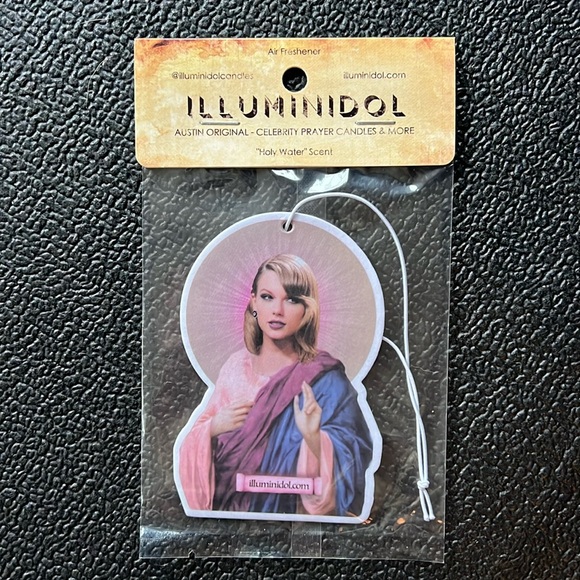 Air Freshener
@illuminidolcandles illuminidol.com
ILLUMINIDOL
AUSTIN ORIGINAL - CELEBRITY PRAYER CANDLES & MORE
"Holy Water" Scent
illuminidol.com